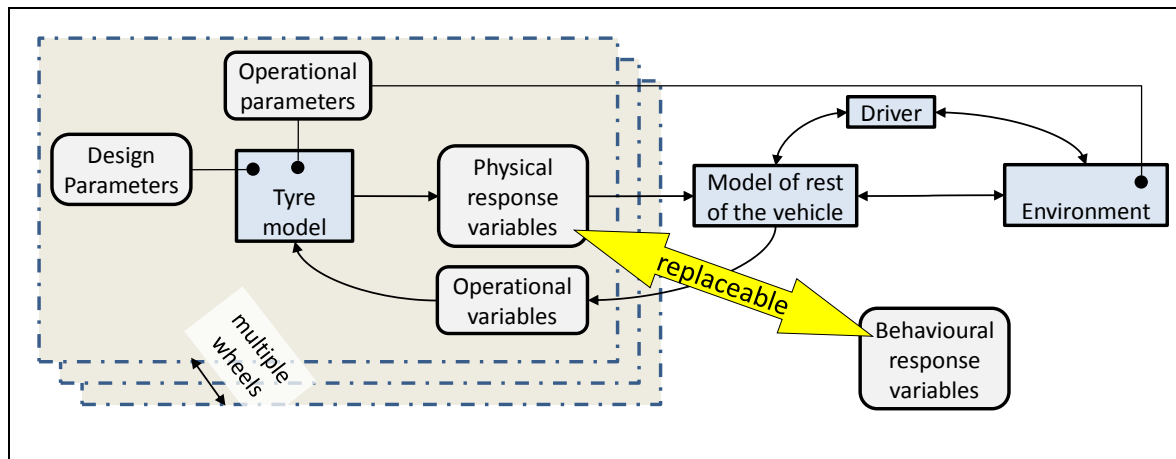 Operational
parameters
Design
Parameters
Tyre
model
Physical
response
variables
Operational
variables
multiple
wheels
Driver
Model of rest
of the vehicle
Environment
replaceable
Behavioural
response
variables